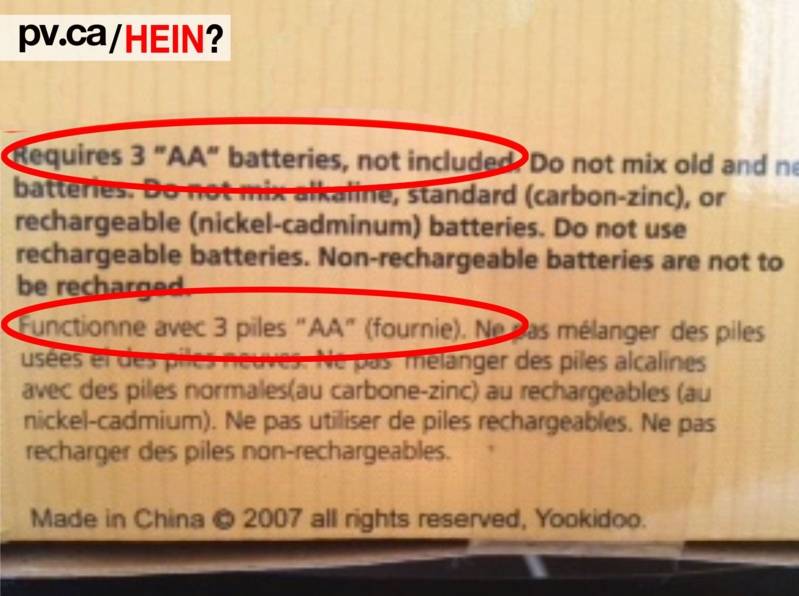 pv.ca/HEIN?
Requires 3 "AA" batteries, not included. Do not mix old and ne
batteries. Do not mix alkaline, standard (carbon-zinc), or
rechargeable (nickel-cadminum) batteries. Do not use
rechargeable batteries. Non-rechargeable batteries are not to
be recharged.
Functionne avec 3 piles "AA" (fournie). Ne pas mélanger des piles
usées et des piles neuves. Ne pas mélanger des piles alcalines
avec des piles normales(au carbone-zinc) au rechargeables (au
nickel-cadmium). Ne pas utiliser de piles rechargeables. Ne pas
recharger des piles non-rechargeables.
Made in China © 2007 all rights reserved, Yookidoo.